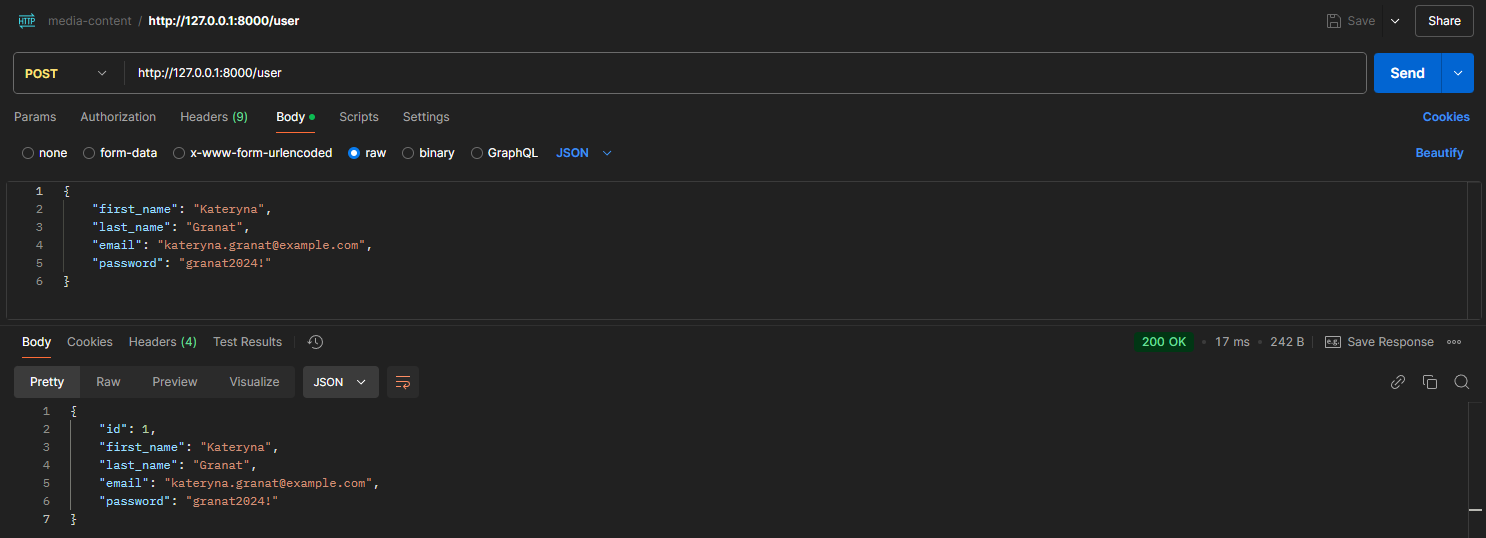 HTTP media-content / http://127.0.0.1:8000/user Save Share
POST http://127.0.0.1:8000/user Send
Params Authorization Headers (9) Body Scripts Settings Cookies
none form-data x-www-form-urlencoded raw binary GraphQL JSON Beautify
1 {
2 "first_name": "Kateryna",
3 "last_name": "Granat",
4 "email": "kateryna.granat@example.com",
5 "password": "granat2024!"
6 }
Body Cookies Headers (4) Test Results 200 OK 17 ms 242 B e.g. Save Response
Pretty Raw Preview Visualize JSON
1 {
2 "id": 1,
3 "first_name": "Kateryna",
4 "last_name": "Granat",
5 "email": "kateryna.granat@example.com",
6 "password": "granat2024!"
7 }